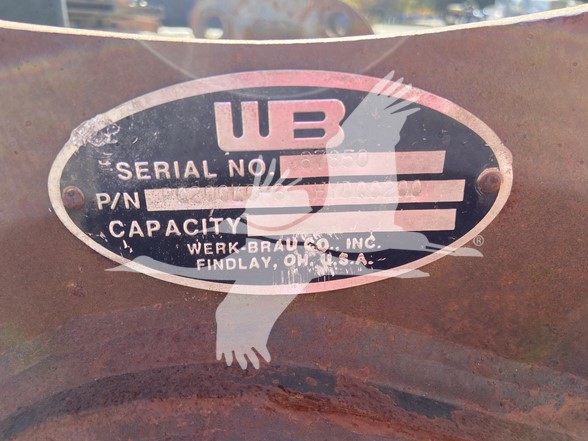 WB
SERIAL NO.
P/N
CAPACITY
WERK-BRAU CO., INC.
FINDLAY, OH. U.S.A.
®